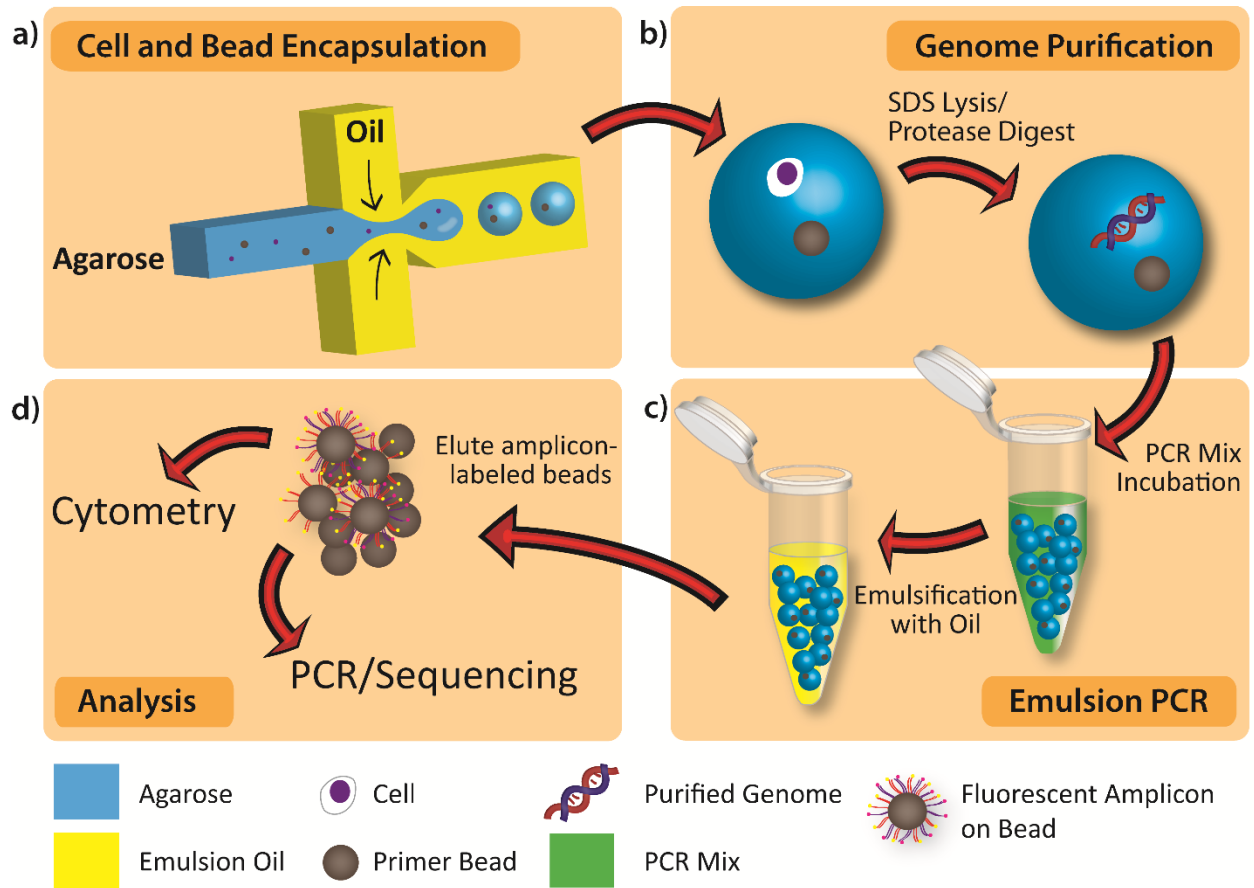 a)
Cell and Bead Encapsulation
Oil
Agarose
b)
Genome Purification
SDS Lysis/
Protease Digest
c)
PCR Mix
Incubation
Emulsification
with Oil
Emulsion PCR
d)
Elute amplicon-
labeled beads
Cytometry
PCR/Sequencing
Analysis
Agarose
Cell
Purified Genome
Fluorescent Amplicon
on Bead
Emulsion Oil
Primer Bead
PCR Mix